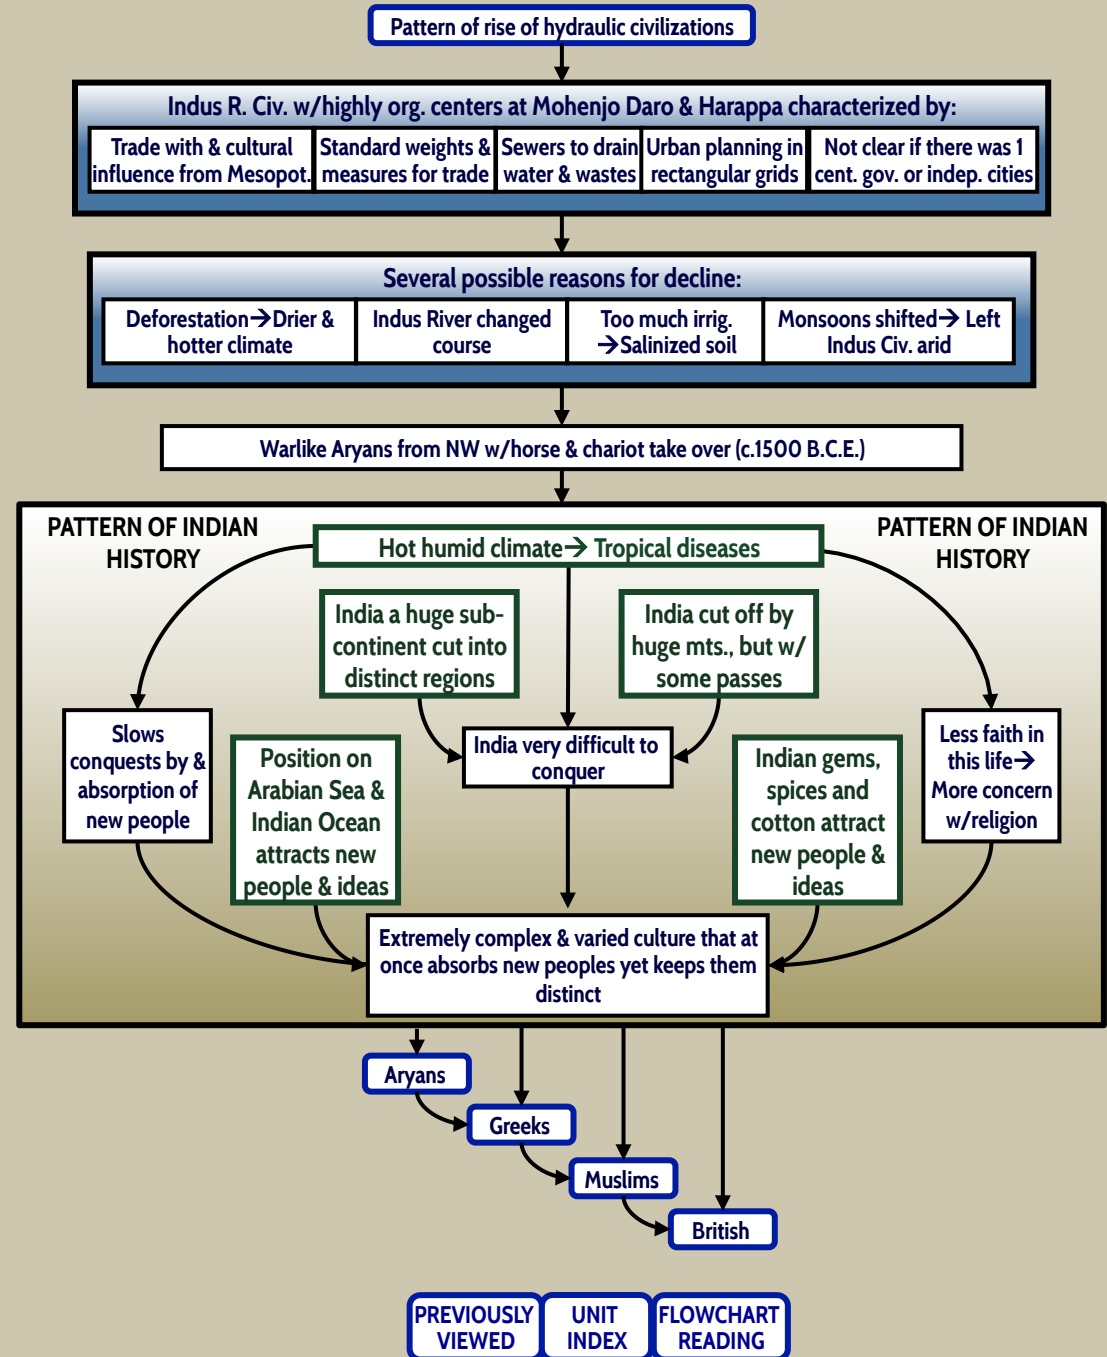 Pattern of rise of hydraulic civilizations
Indus R. Civ. w/highly org. centers at Mohenjo Daro & Harappa characterized by:
Trade with & cultural
influence from Mesopot.
Standard weights &
measures for trade
Sewers to drain
water & wastes
Urban planning in
rectangular grids
Not clear if there was 1
cent. gov. or indep. cities
Several possible reasons for decline:
Deforestation→Drier &
hotter climate
Indus River changed
course
Too much irrig.
→Salinized soil
Monsoons shifted→ Left
Indus Civ. arid
Warlike Aryans from NW w/horse & chariot take over (c.1500 B.C.E.)
PATTERN OF INDIAN
HISTORY
PATTERN OF INDIAN
HISTORY
Hot humid climate→ Tropical diseases
India a huge sub-
continent cut into
distinct regions
India cut off by
huge mts., but w/
some passes
Slows
conquests by &
absorption of
new people
Position on
Arabian Sea &
Indian Ocean
attracts new
people & ideas
India very difficult to
conquer
Indian gems,
spices and
cotton attract
new people &
ideas
Less faith in
this life→
More concern
w/religion
Extremely complex & varied culture that at
once absorbs new peoples yet keeps them
distinct
Aryans
Greeks
Muslims
British
PREVIOUSLY
VIEWED
UNIT
INDEX
FLOWCHART
READING